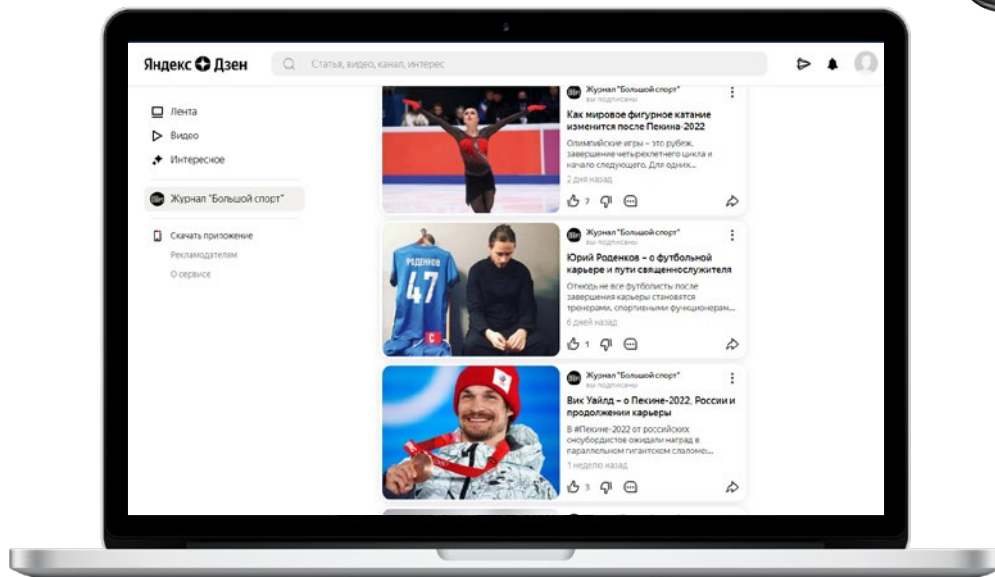 Яндекс Дзен
Статья, видео, канал, интерес
Лента
Видео
Интересное
Журнал "Большой спорт"
Скачать приложение
Рекламодателям
О сервисе
Журнал "Большой спорт"
вы подписаны
Как мировое фигурное катание
изменится после Пекина-2022
Олимпийские игры – это рубеж,
завершение четырехлетнего цикла и
начало следующего. Для одних...
2 дня назад
7
РОДЕНКОВ
47
С
Журнал "Большой спорт"
вы подписаны
Юрий Роденков – о футбольной
карьере и пути священнослужителя
Отнюдь не все футболисты после
завершения карьеры становятся
тренерами, спортивными функционерам...
6 дней назад
1
Журнал "Большой спорт"
вы подписаны
Вик Уайлд – о Пекине-2022, России и
продолжении карьеры
В #Пекине-2022 от российских
сноубордистов ожидали наград в
параллельном гигантском слаломе:...
1 неделю назад
3